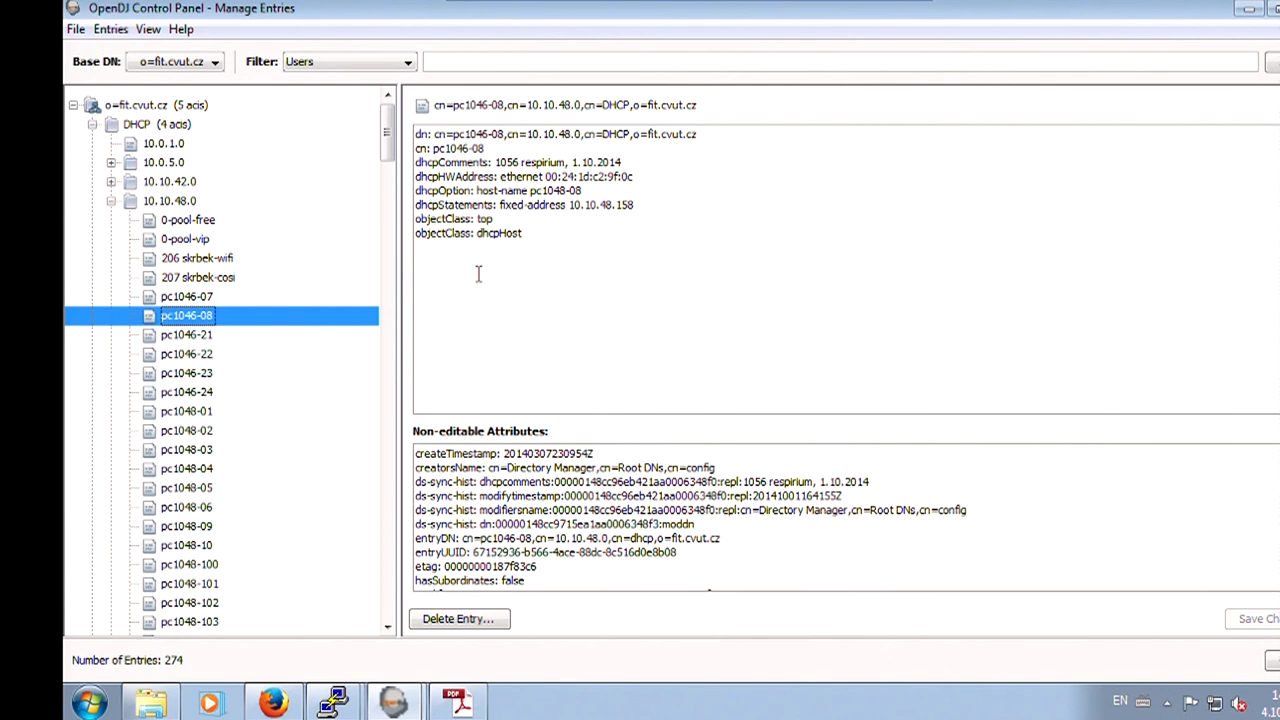 OpenDJ Control Panel - Manage Entries
File Entries View Help
Base DN: o=fit.cvut.cz Filter: Users
o=fit.cvut.cz (5 acis)
DHCP (4 acis)
10.0.1.0
10.0.5.0
10.10.42.0
10.10.48.0
0-pool-free
0-pool-vip
206 skrbek-wifi
207 skrbek-cosi
pc1046-07
pc1046-08
pc1046-21
pc1046-22
pc1046-23
pc1046-24
pc1048-01
pc1048-02
pc1048-03
pc1048-04
pc1048-05
pc1048-06
pc1048-09
pc1048-10
pc1048-100
pc1048-101
pc1048-102
pc1048-103
cn=pc1046-08,cn=10.10.48.0,cn=DHCP,o=fit.cvut.cz
dn: cn=pc1046-08,cn=10.10.48.0,cn=DHCP,o=fit.cvut.cz
cn: pc1046-08
dhcpComments: 1056 respirium, 1.10.2014
dhcpHWAddress: ethernet 00:24:1d:c2:9f:0c
dhcpOption: host-name pc1048-08
dhcpStatements: fixed-address 10.10.48.158
objectClass: top
objectClass: dhcpHost
Non-editable Attributes:
createTimestamp: 20140307230954Z
creatorsName: cn=Directory Manager,cn=Root DNs,cn=config
ds-sync-hist: dhcpcomments:00000148cc96eb421aa0006348f0:repl:1056 respirium, 1.10.2014
ds-sync-hist: modifytimestamp:00000148cc96eb421aa0006348f0:repl:20141001164155Z
ds-sync-hist: modifiersname:00000148cc96eb421aa0006348f0:repl:cn=Directory Manager,cn=Root DNs,cn=config
ds-sync-hist: dn:00000148cc9715ea1aa0006348f3:moddn
entryDN: cn=pc1046-08,cn=10.10.48.0,cn=dhcp,o=fit.cvut.cz
entryUUID: 67152936-b566-4ace-88dc-8c516d0e8b08
etag: 00000000187f83c6
hasSubordinates: false
Delete Entry... Save Ch
Number of Entries: 274
PDF EN
4.10